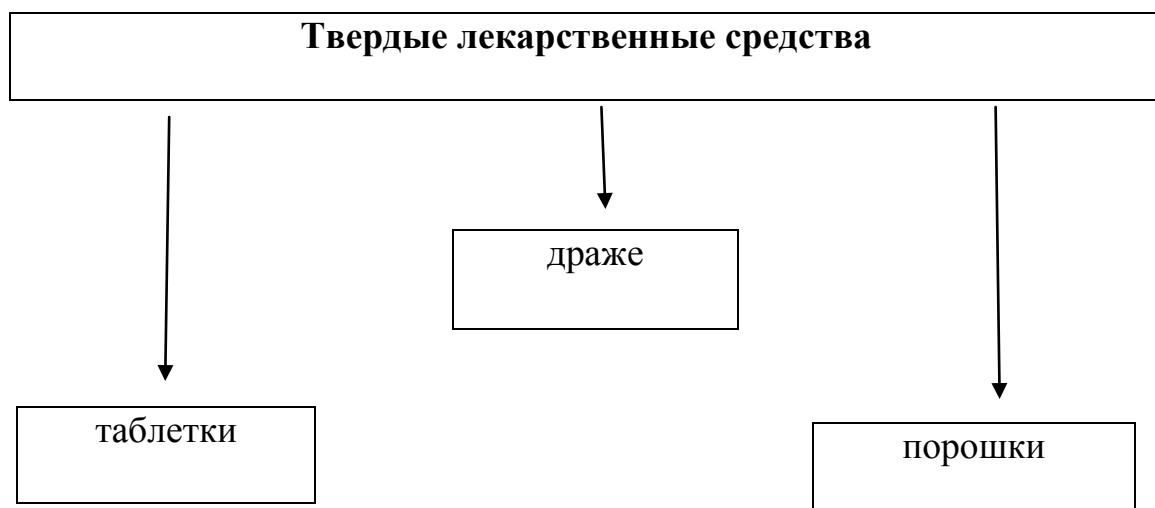 Твердые лекарственные средства
драже
таблетки
порошки